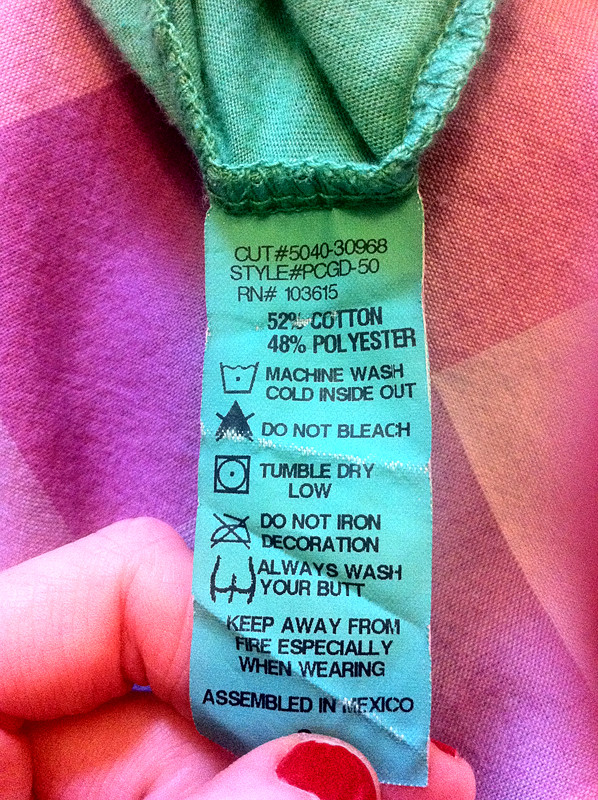 CUT#5040-30968
STYLE#PCGD-50
RN# 103615
52% COTTON
48% POLYESTER
MACHINE WASH
COLD INSIDE OUT
DO NOT BLEACH
TUMBLE DRY
LOW
DO NOT IRON
DECORATION
ALWAYS WASH
YOUR BUTT
KEEP AWAY FROM
FIRE ESPECIALLY
WHEN WEARING
ASSEMBLED IN MEXICO